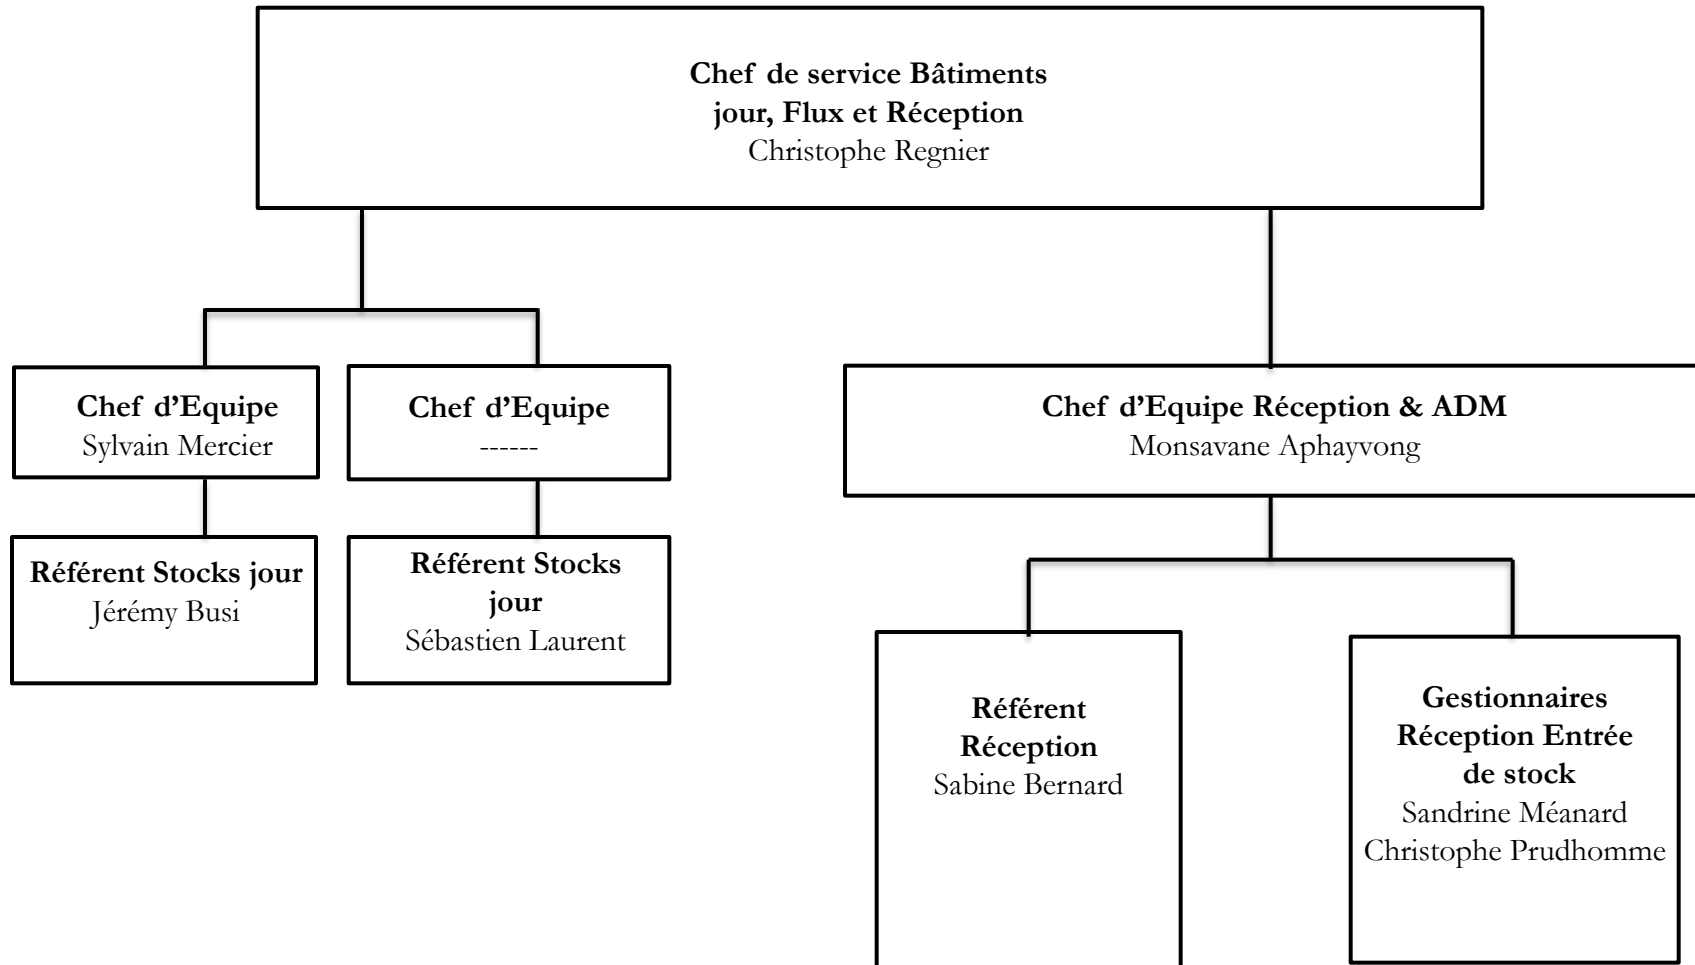 Chef de service Bâtiments
jour, Flux et Réception
Christophe Regnier
Chef d’Equipe
Sylvain Mercier
Chef d’Equipe
------
Chef d’Equipe Réception & ADM
Monsavane Aphayvong
Référent Stocks jour
Jérémy Busi
Référent Stocks
jour
Sébastien Laurent
Référent
Réception
Sabine Bernard
Gestionnaires
Réception Entrée
de stock
Sandrine Méanard
Christophe Prudhomme